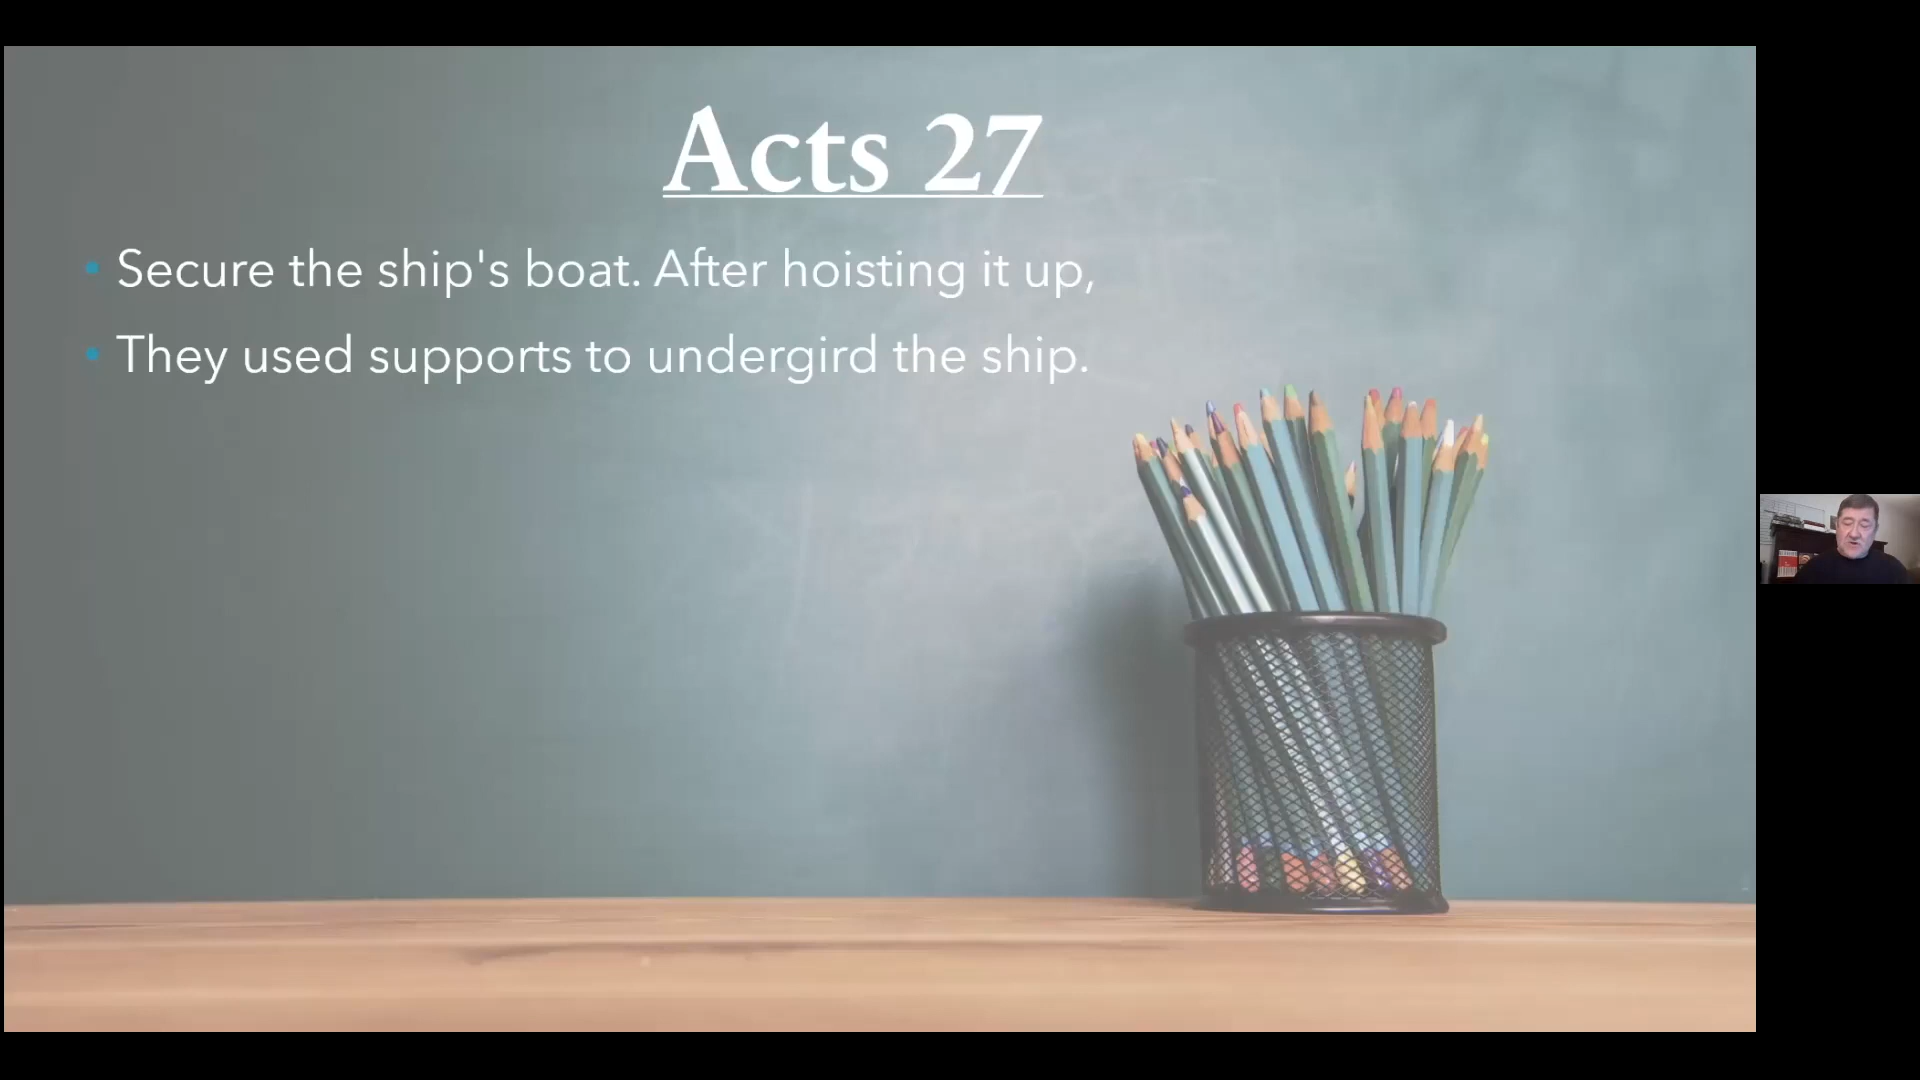 Acts 27
Secure the ship's boat. After hoisting it up,
They used supports to undergird the ship.